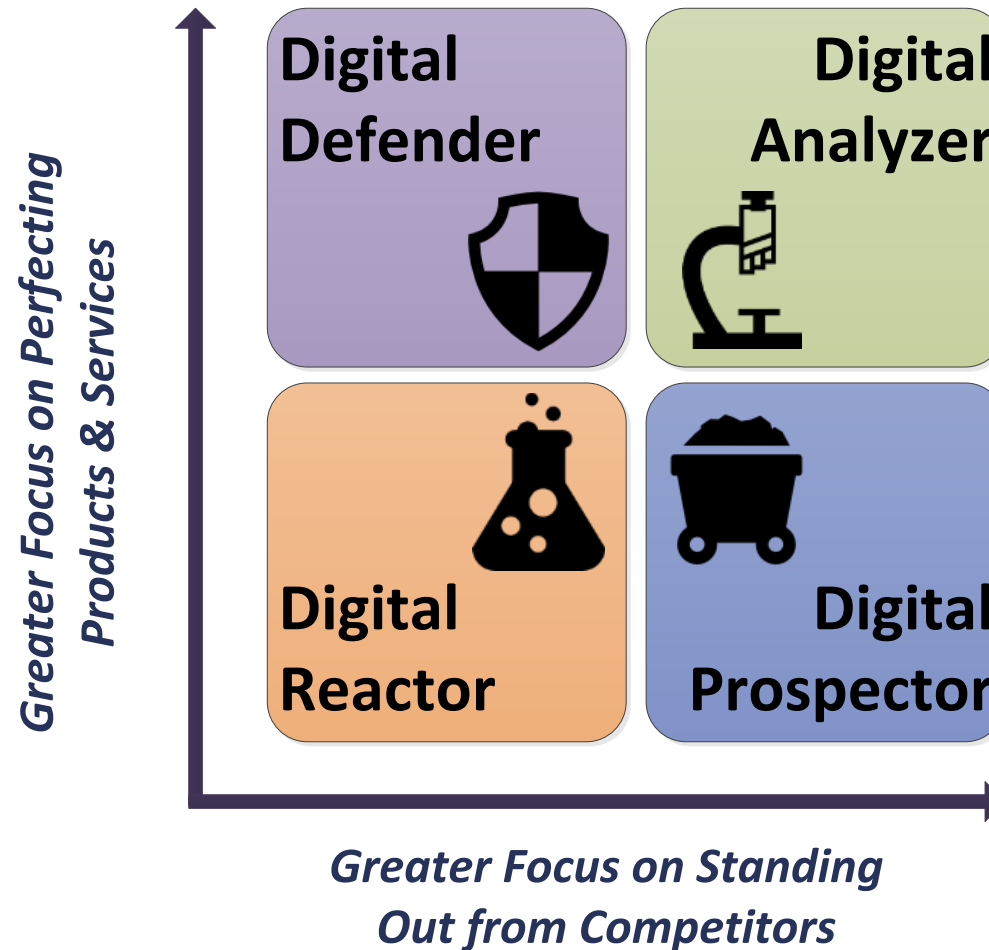 Greater Focus on Perfecting
Products & Services
Digital
Defender
Digital
Analyzer
Digital
Reactor
Digital
Prospector
Greater Focus on Standing
Out from Competitors